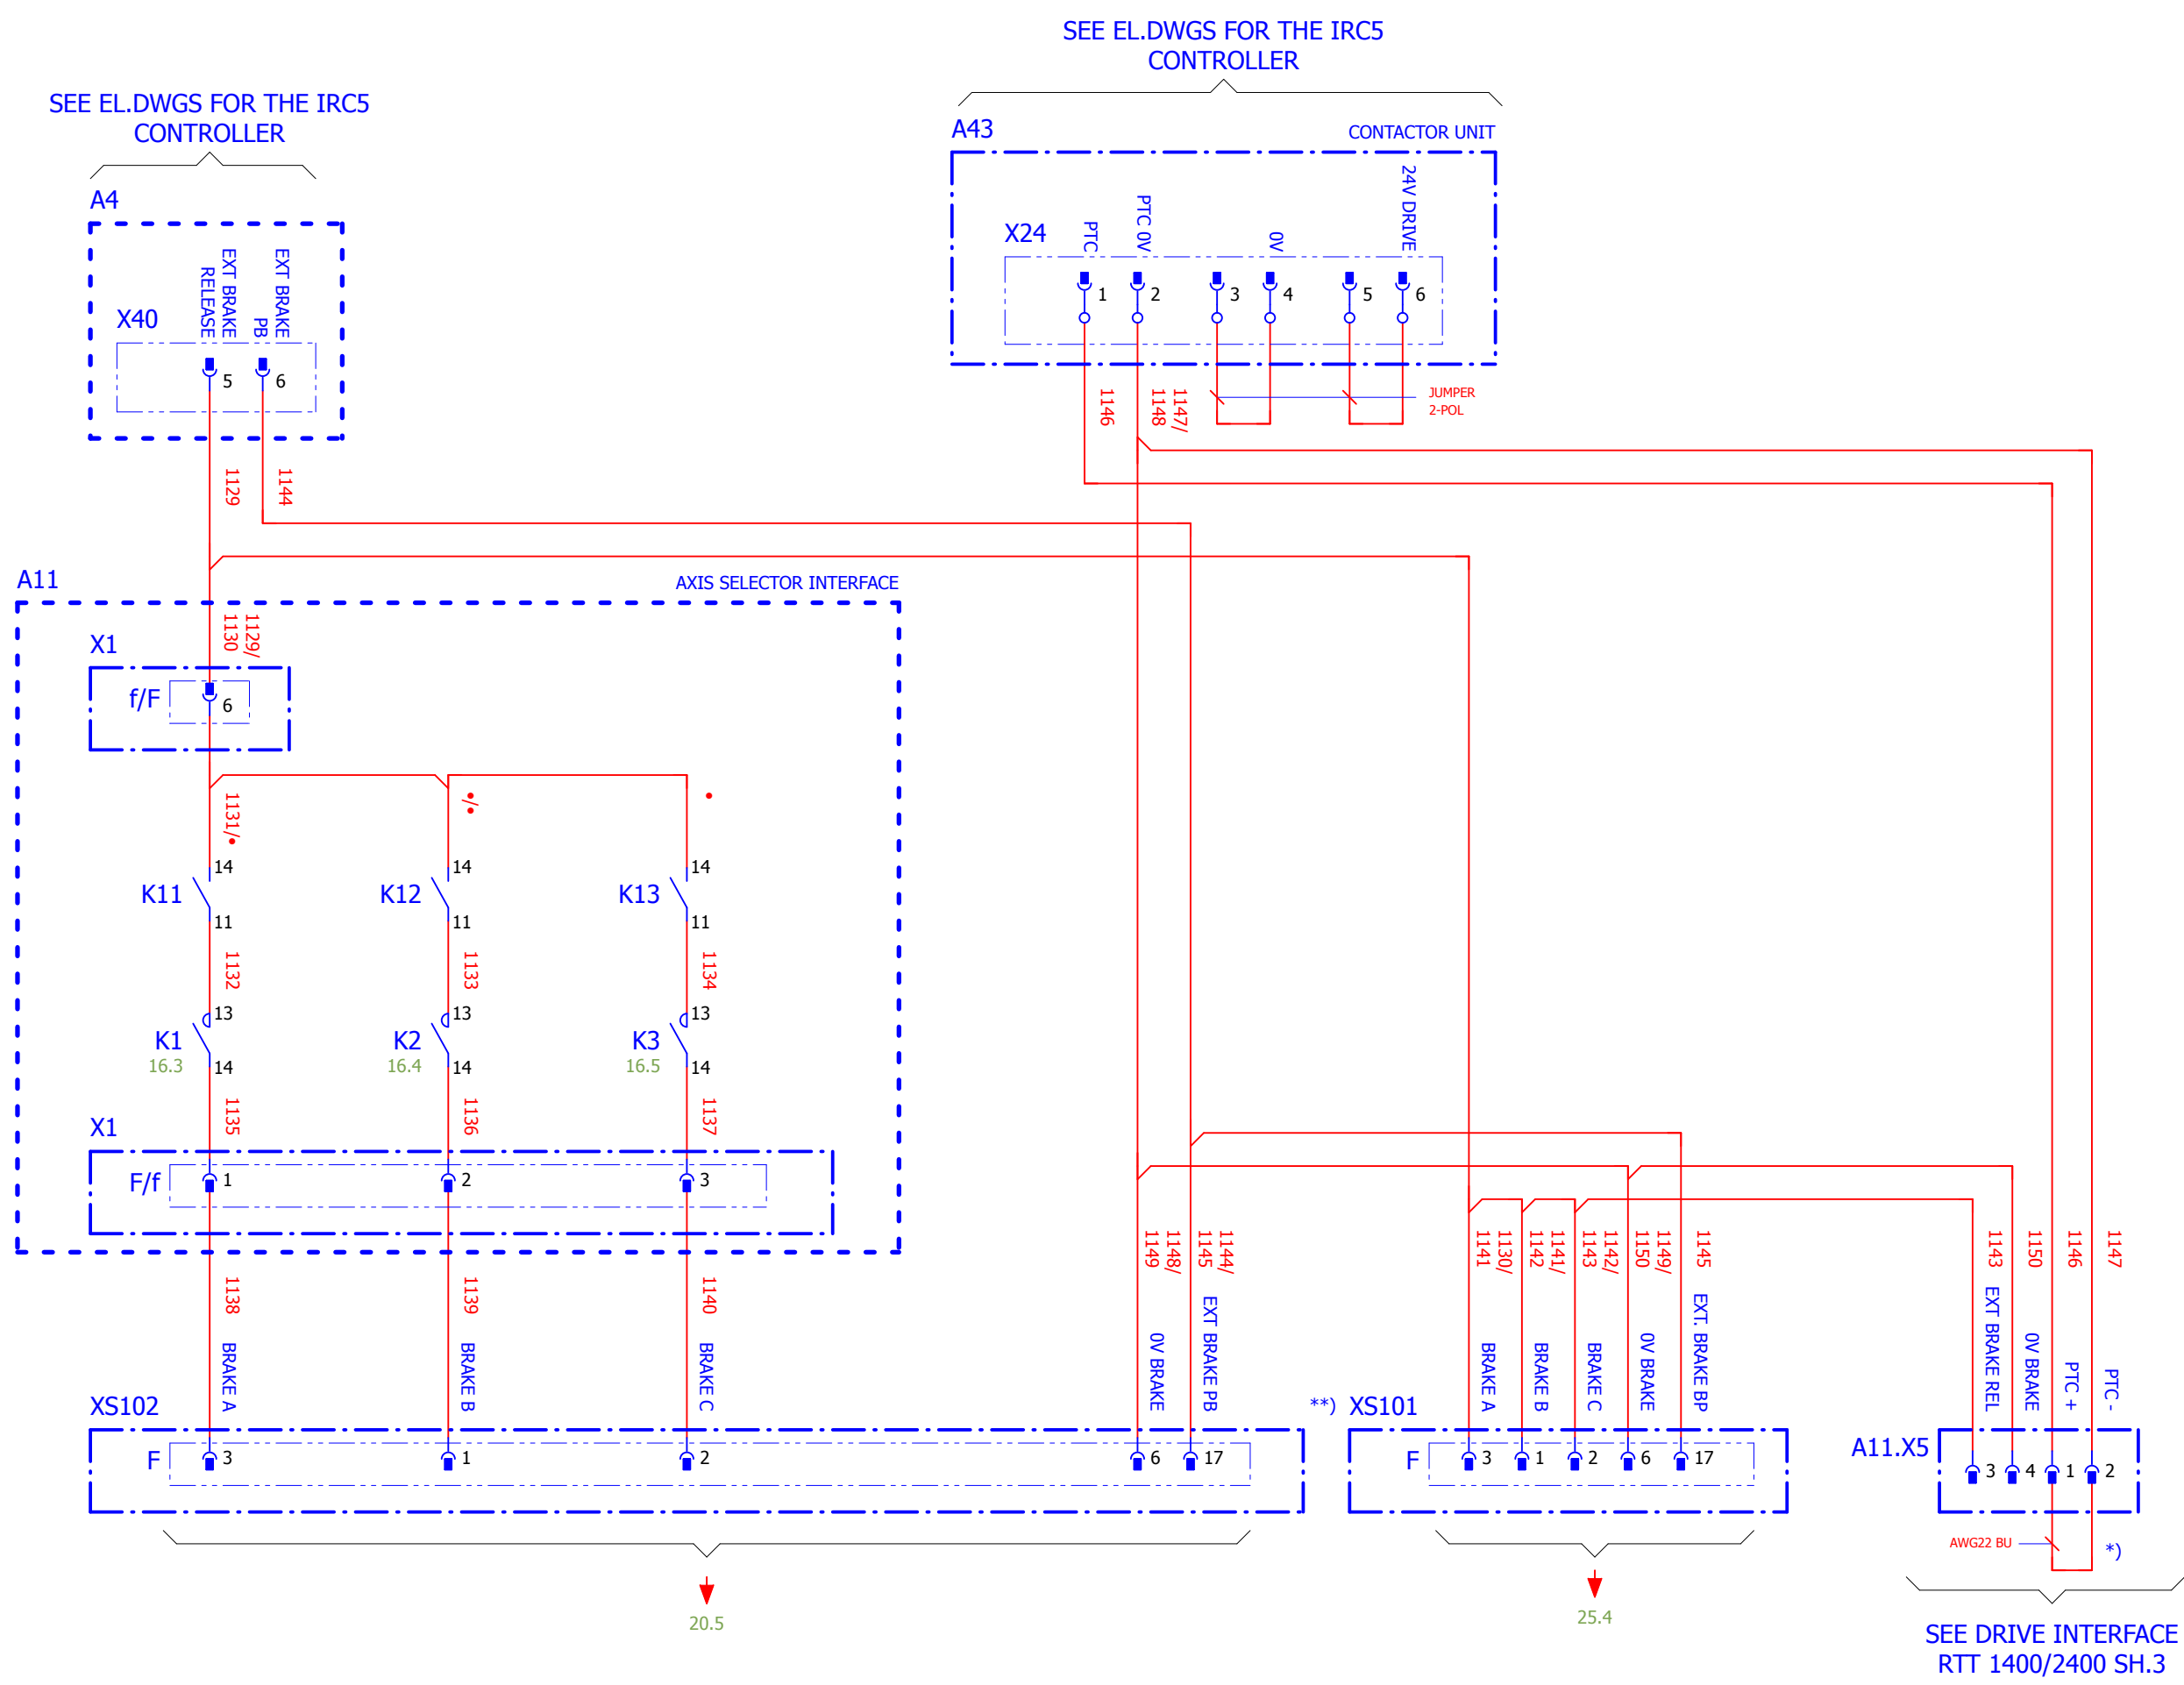 SEE EL.DWGS FOR THE IRC5
CONTROLLER
SEE EL.DWGS FOR THE IRC5
CONTROLLER
A43
CONTACTOR UNIT
X24
PTC
PTC 0V
0V
24V DRIVE
1
2
3
4
5
6
1146
1147/
1148
JUMPER
2-POL
A4
X40
EXT BRAKE
RELEASE
EXT BRAKE
PB
5
6
1129
1144
A11
AXIS SELECTOR INTERFACE
1129/
1130
X1
f/F
6
1131/•
•/•
•
14
K11
11
14
K12
11
14
K13
11
1132
1133
1134
13
K1
16.3
14
13
K2
16.4
14
13
K3
16.5
14
1135
1136
1137
X1
F/f
1
2
3
1138
1139
1140
1148/
1149
1144/
1145
1130/
1141
1141/
1142
1142/
1143
1149/
1150
1145
1143
1150
1146
1147
BRAKE A
BRAKE B
BRAKE C
0V BRAKE
EXT BRAKE PB
BRAKE A
BRAKE B
BRAKE C
0V BRAKE
EXT. BRAKE BP
EXT BRAKE REL
0V BRAKE
PTC +
PTC -
XS102
F
3
1
2
6
17
**) XS101
F
3
1
2
6
17
A11.X5
3
4
1
2
AWG22 BU
*)
20.5
25.4
SEE DRIVE INTERFACE
RTT 1400/2400 SH.3